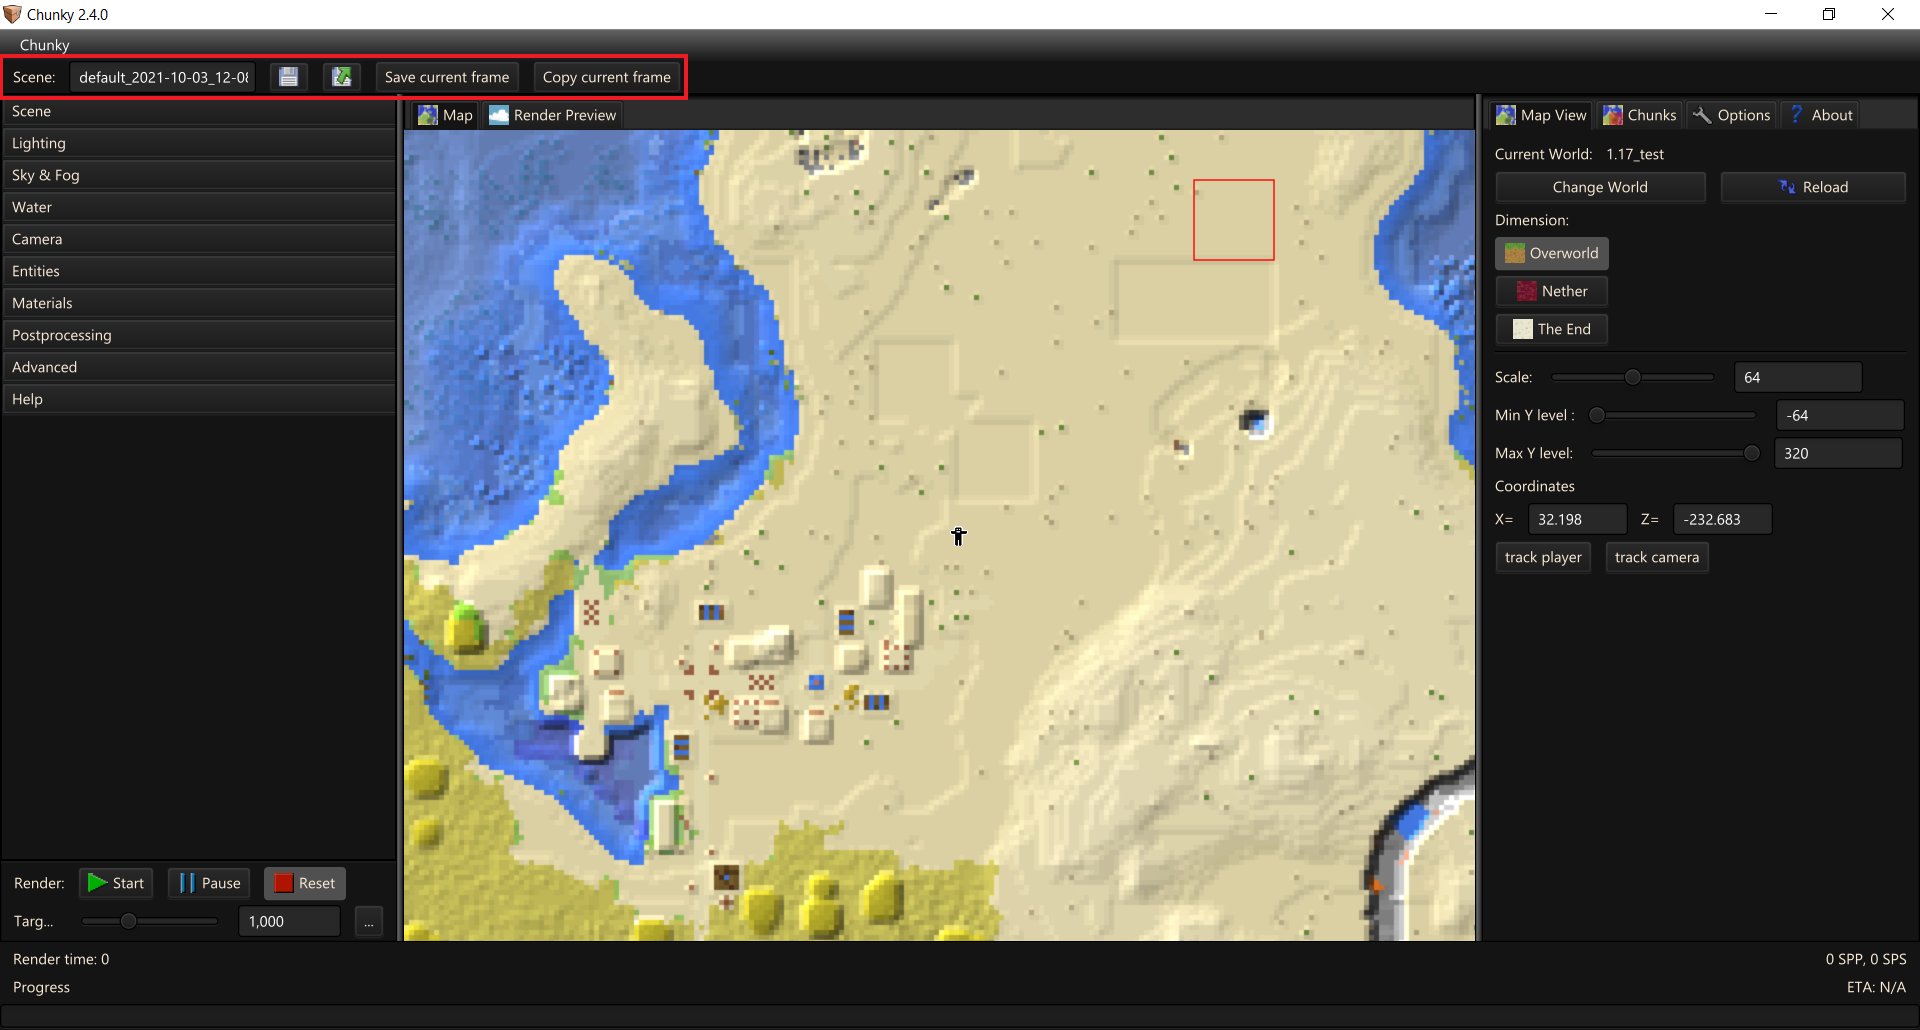 Chunky 2.4.0
Chunky
Scene: default_2021-10-03_12-08 Save current frame Copy current frame
Scene
Lighting
Sky & Fog
Water
Camera
Entities
Materials
Postprocessing
Advanced
Help
Map Render Preview
Map View Chunks Options ? About
Current World: 1.17_test
Change World Reload
Dimension:
Overworld
Nether
The End
Scale: 64
Min Y level : -64
Max Y level: 320
Coordinates
X= 32.198 Z= -232.683
track player track camera
Render: Start Pause Reset
Targ... 1,000 ...
Render time: 0 0 SPP, 0 SPS
Progress ETA: N/A